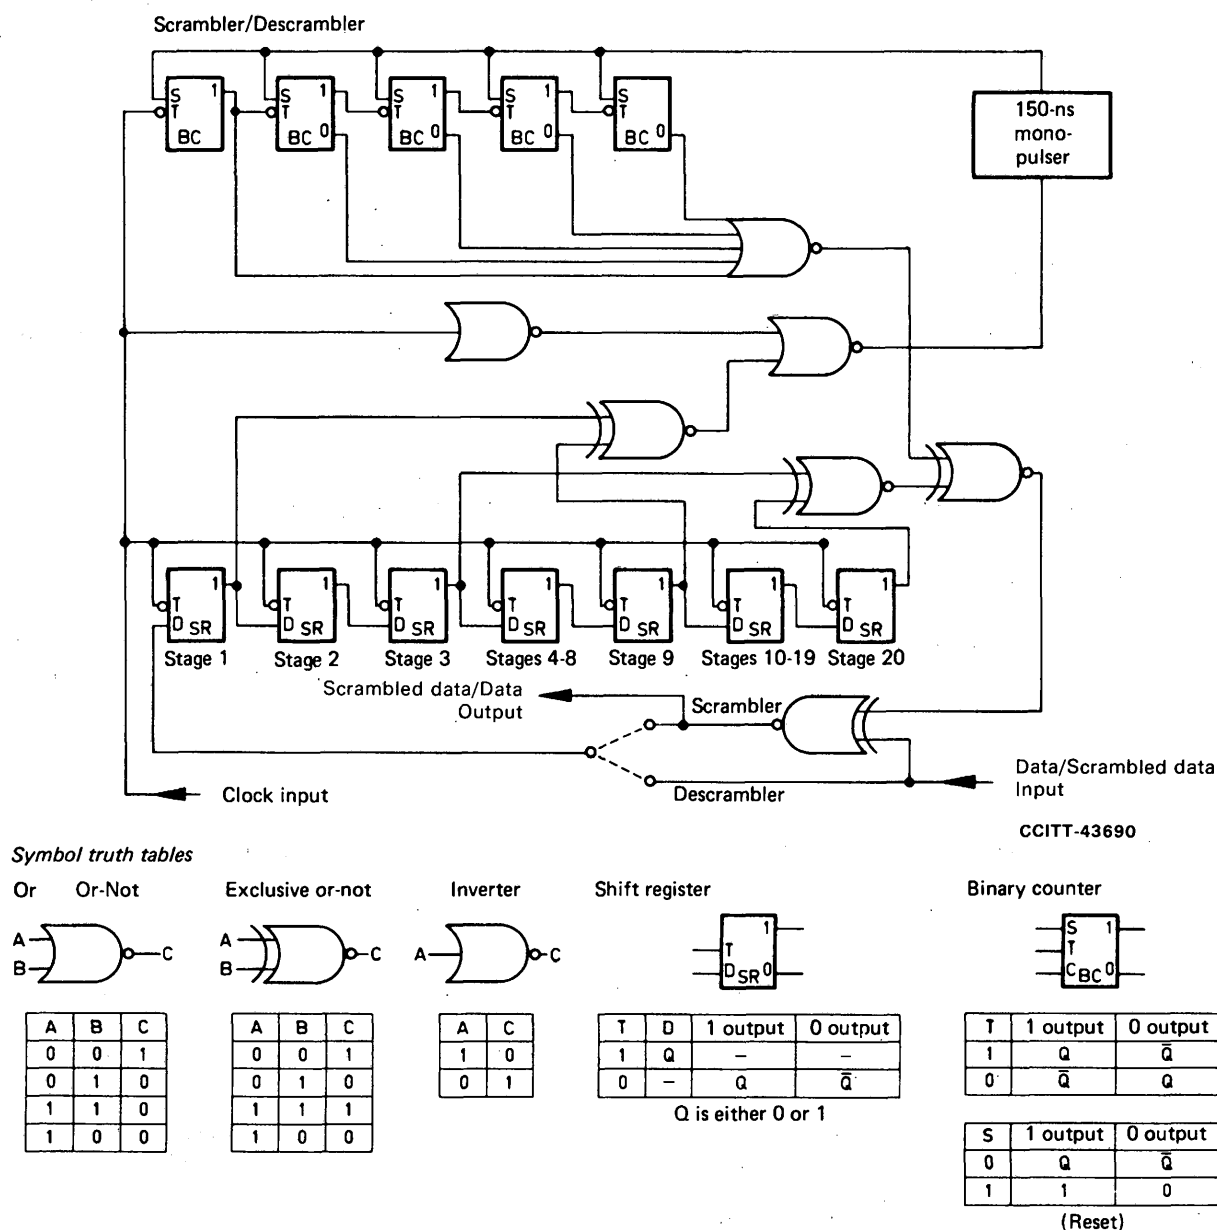 Scrambler/Descrambler
S 1 S 1 S 1 S 1 S
T T T T T
BC BC 0 BC 0 BC 0 BC 0
150-ns
mono-
pulser
1 1 1 1 1 1 1
T T T T T T T
D SR D SR D SR D SR D SR D SR D SR
Stage 1 Stage 2 Stage 3 Stages 4-8 Stage 9 Stages 10-19 Stage 20
Scrambled data/Data
Output
Scrambler
Descrambler
Data/Scrambled data
Input
Clock input
CCITT-43690
Symbol truth tables
Or Or-Not Exclusive or-not Inverter Shift register Binary counter
A B C
A B C
A C
T D SR 1 0
S T C BC 1 0
A B C
0 0 1
0 1 0
1 1 0
1 0 0
A B C
0 0 1
0 1 0
1 1 1
1 0 0
A C
1 0
0 1
T D 1 output 0 output
1 Q – –
0 – Q Q̅
Q is either 0 or 1
T 1 output 0 output
1 Q Q̅
0 Q̅ Q
S 1 output 0 output
0 Q Q̅
1 1 0
(Reset)